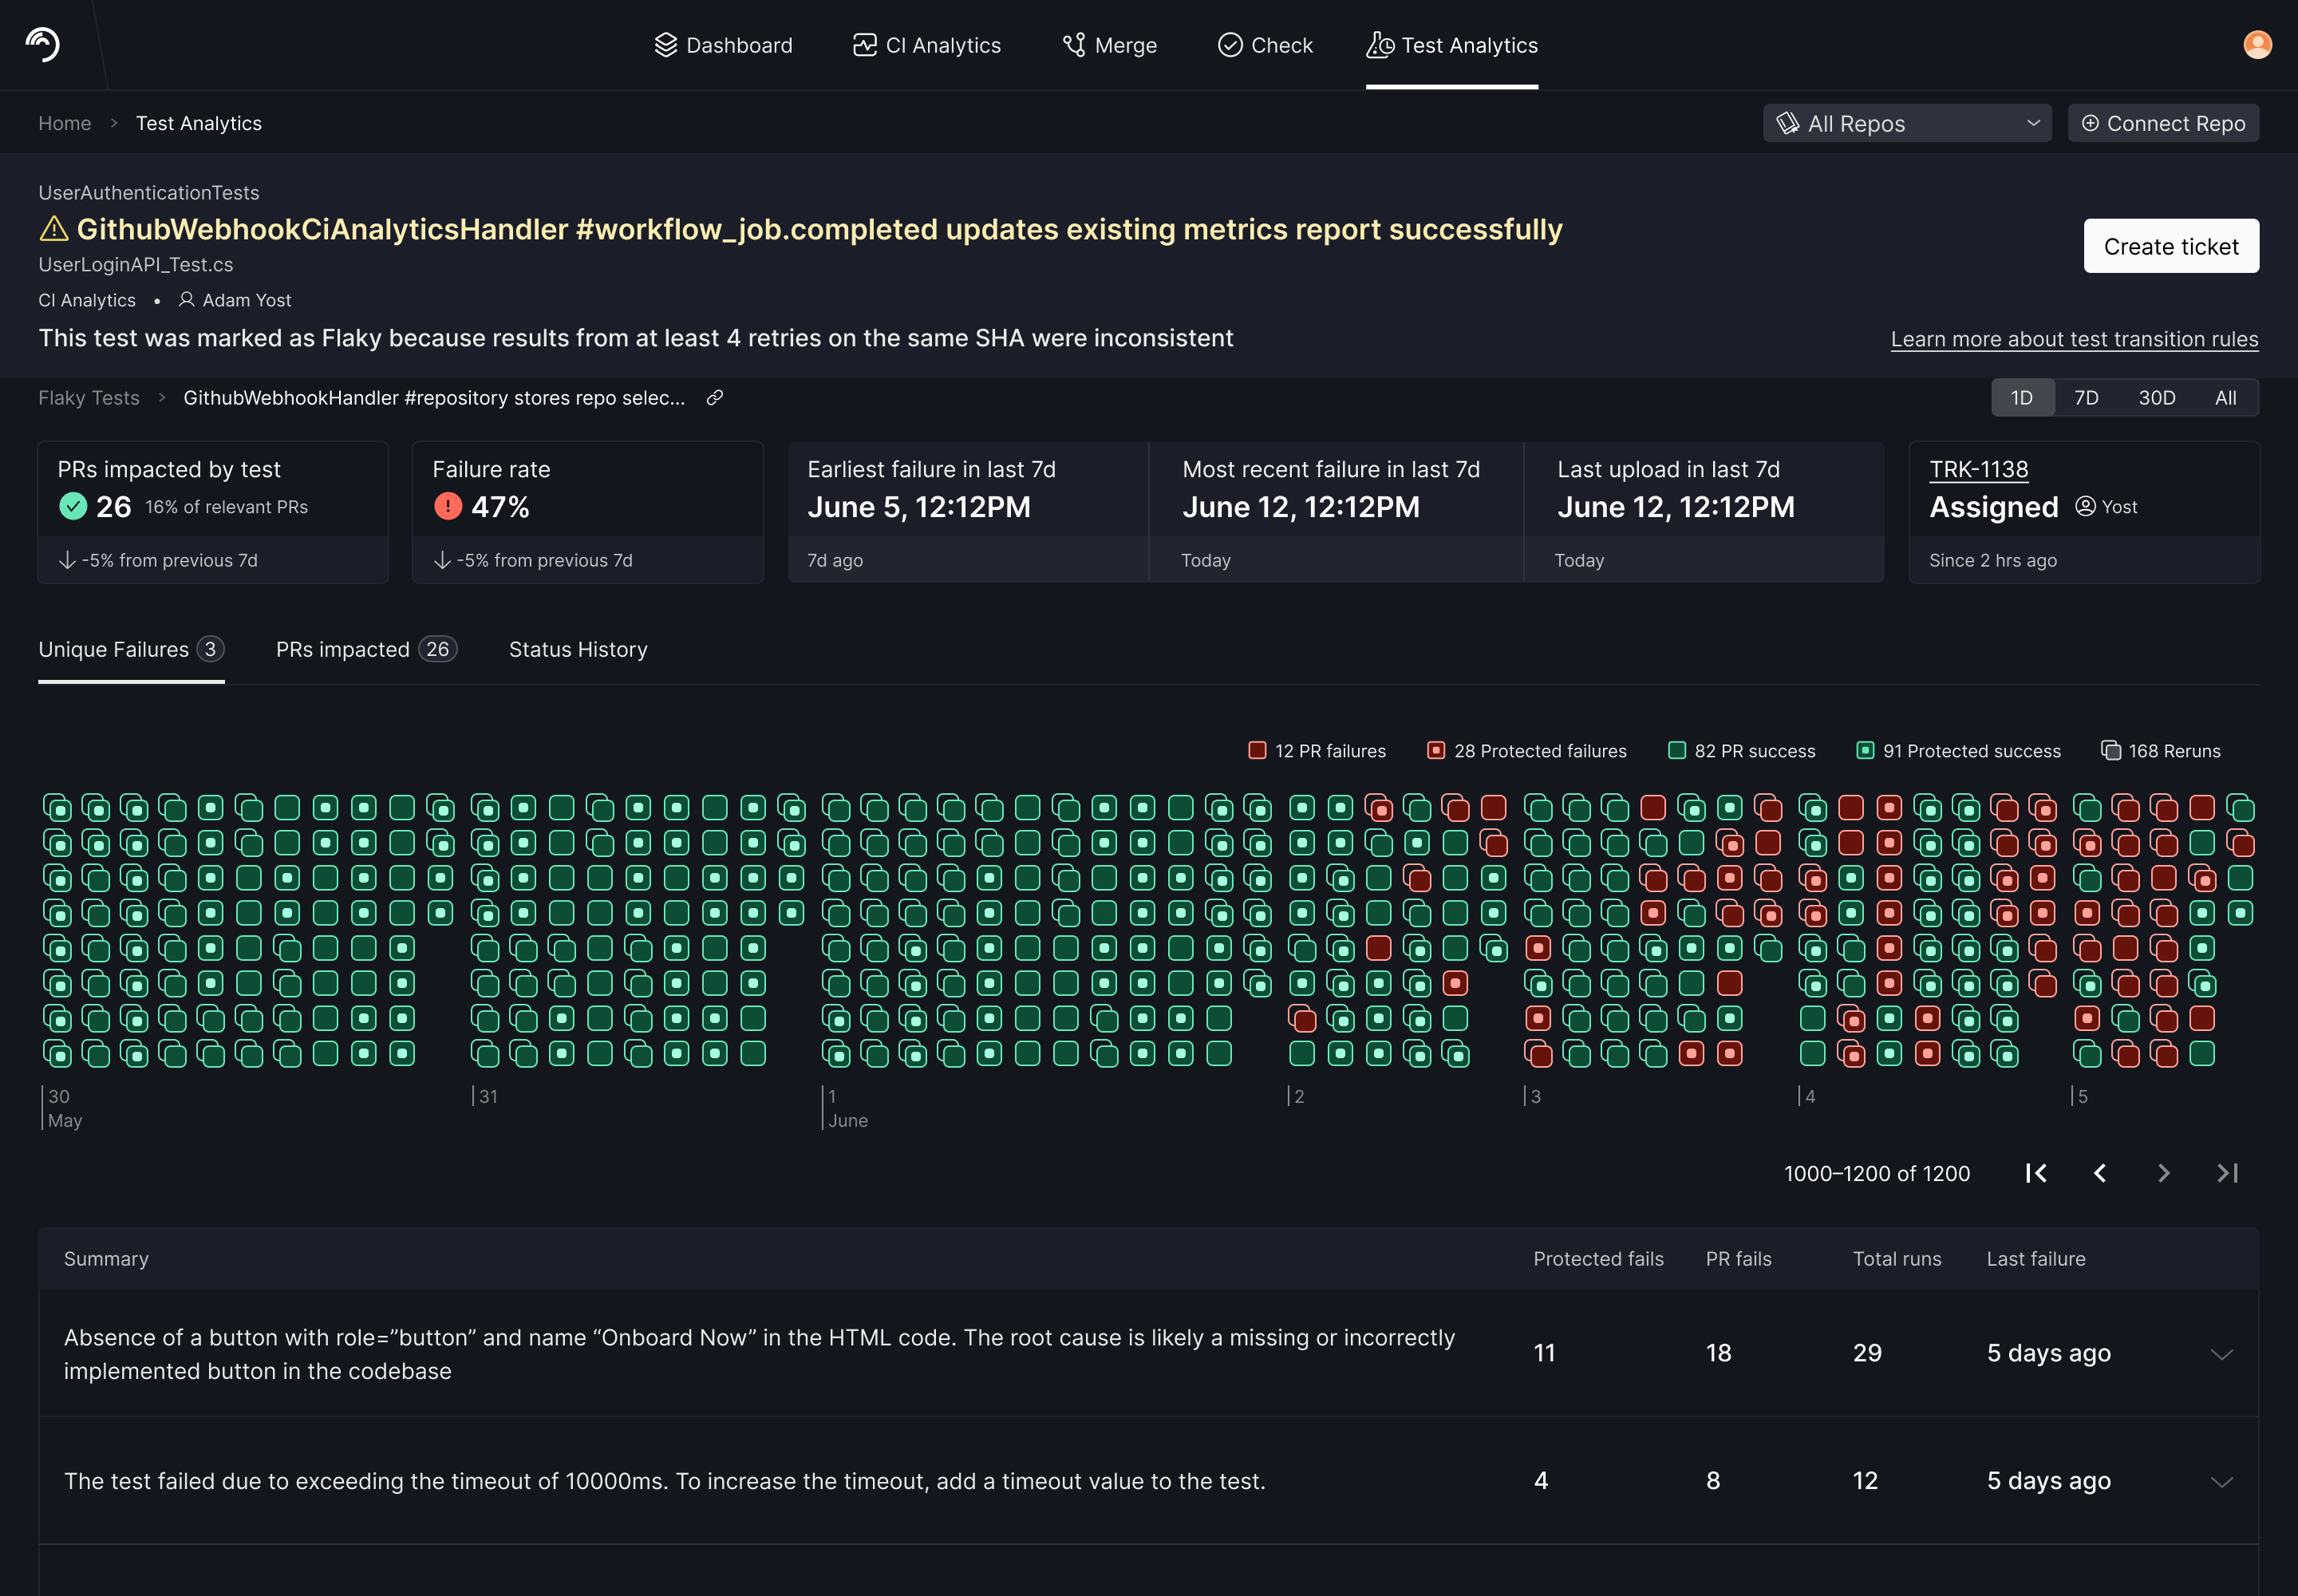 Dashboard
CI Analytics
Merge
Check
Test Analytics
Home > Test Analytics
All Repos
Connect Repo
UserAuthenticationTests
GithubWebhookCiAnalyticsHandler #workflow_job.completed updates existing metrics report successfully
UserLoginAPI_Test.cs
Create ticket
CI Analytics • Adam Yost
This test was marked as Flaky because results from at least 4 retries on the same SHA were inconsistent
Learn more about test transition rules
Flaky Tests > GithubWebhookHandler #repository stores repo selec...
1D 7D 30D All
PRs impacted by test
26 16% of relevant PRs
-5% from previous 7d
Failure rate
47%
-5% from previous 7d
Earliest failure in last 7d
June 5, 12:12PM
7d ago
Most recent failure in last 7d
June 12, 12:12PM
Today
Last upload in last 7d
June 12, 12:12PM
Today
TRK-1138
Assigned Yost
Since 2 hrs ago
Unique Failures 3
PRs impacted 26
Status History
12 PR failures
28 Protected failures
82 PR success
91 Protected success
168 Reruns
30
May
31
1
June
2
3
4
5
1000–1200 of 1200
Summary
Protected fails
PR fails
Total runs
Last failure
Absence of a button with role=”button” and name “Onboard Now” in the HTML code. The root cause is likely a missing or incorrectly
implemented button in the codebase
11
18
29
5 days ago
The test failed due to exceeding the timeout of 10000ms. To increase the timeout, add a timeout value to the test.
4
8
12
5 days ago